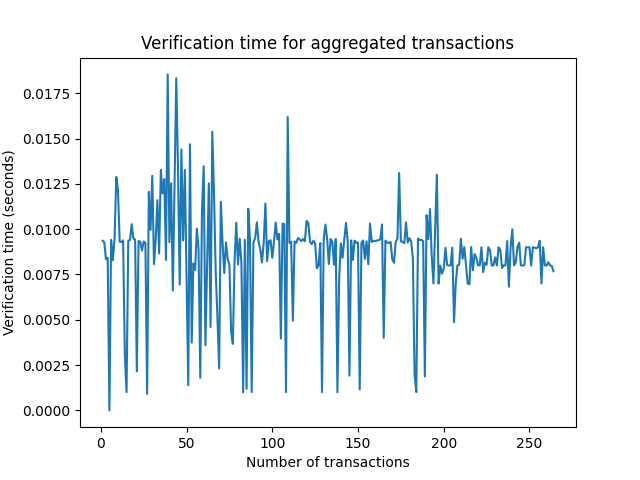 Verification time for aggregated transactions
Verification time (seconds)
0.0175
0.0150
0.0125
0.0100
0.0075
0.0050
0.0025
0.0000
0 50 100 150 200 250
Number of transactions